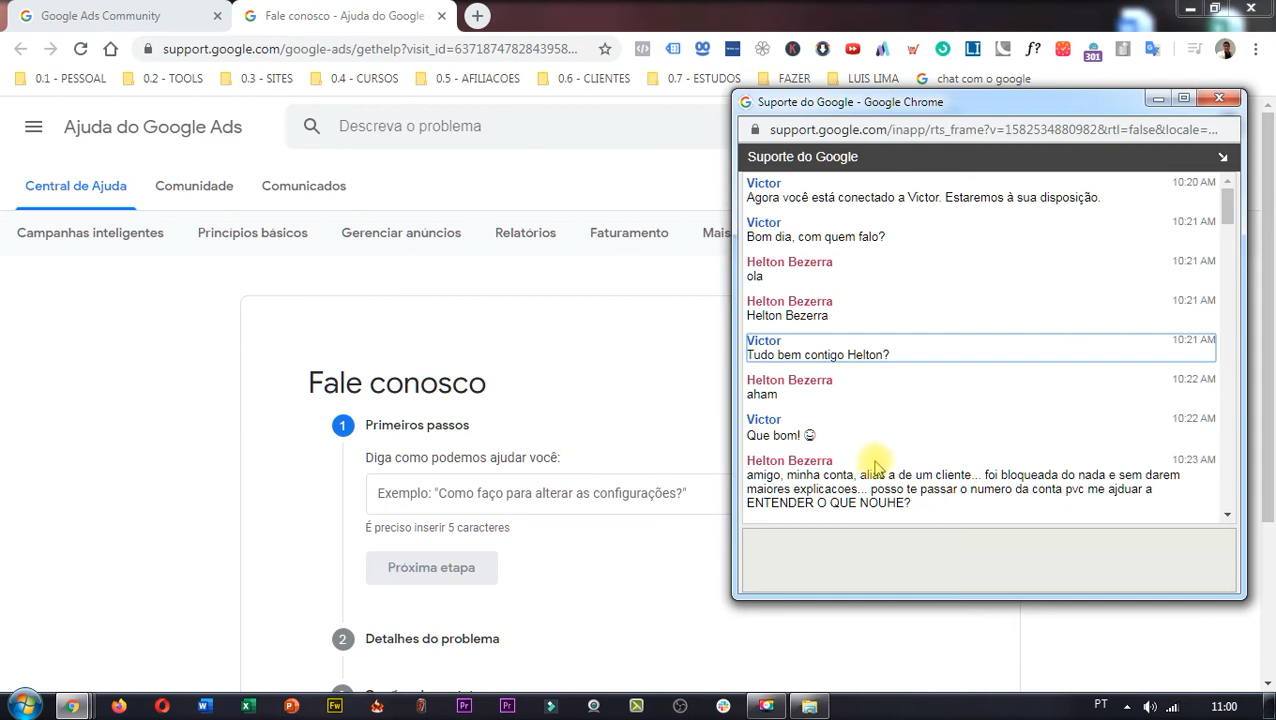 Google Ads Community
Fale conosco - Ajuda do Google
support.google.com/google-ads/gethelp?visit_id=6371874782843958...
301
0.1 - PESSOAL
0.2 - TOOLS
0.3 - SITES
0.4 - CURSOS
0.5 - AFILIACOES
0.6 - CLIENTES
0.7 - ESTUDOS
FAZER
LUIS LIMA
chat com o google
Ajuda do Google Ads
Descreva o problema
Central de Ajuda
Comunidade
Comunicados
Campanhas inteligentes
Princípios básicos
Gerenciar anúncios
Relatórios
Faturamento
Mais
Fale conosco
1
Primeiros passos
Diga como podemos ajudar você:
Exemplo: "Como faço para alterar as configurações?"
É preciso inserir 5 caracteres
Próxima etapa
2
Detalhes do problema
Suporte do Google - Google Chrome
support.google.com/inapp/rts_frame?v=1582534880982&rtl=false&locale=...
Suporte do Google
Victor 10:20 AM
Agora você está conectado a Victor. Estaremos à sua disposição.
Victor 10:21 AM
Bom dia, com quem falo?
Helton Bezerra 10:21 AM
ola
Helton Bezerra 10:21 AM
Helton Bezerra
Victor 10:21 AM
Tudo bem contigo Helton?
Helton Bezerra 10:22 AM
aham
Victor 10:22 AM
Que bom! 😊
Helton Bezerra 10:23 AM
amigo, minha conta, alias a de um cliente... foi bloqueada do nada e sem darem
maiores explicacoes... posso te passar o numero da conta pvc me ajduar a
ENTENDER O QUE NOUHE?
PT
11:00